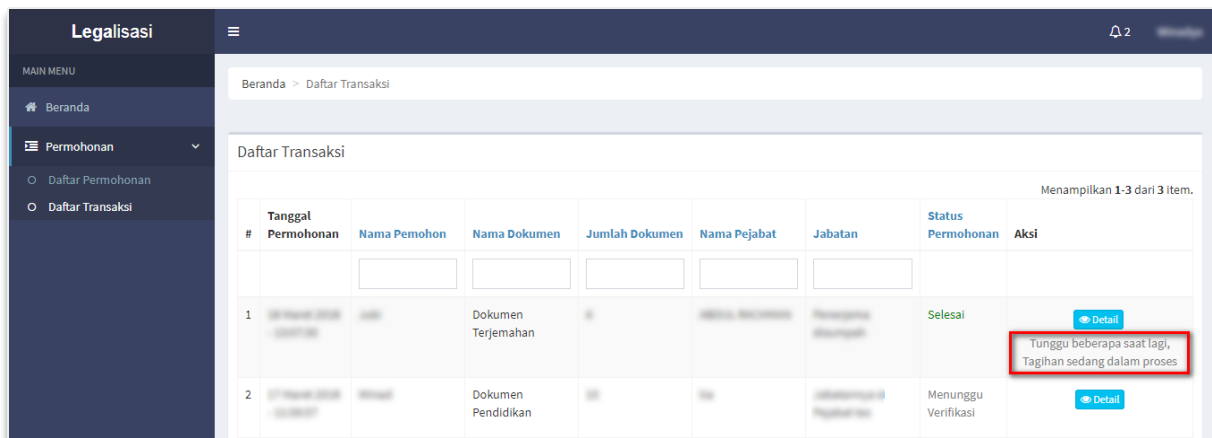 Legalisasi
2
MAIN MENU
Beranda > Daftar Transaksi
Beranda
Permohonan
Daftar Transaksi
Daftar Permohonan
Menampilkan 1-3 dari 3 item.
Daftar Transaksi
# Tanggal Permohonan Nama Pemohon Nama Dokumen Jumlah Dokumen Nama Pejabat Jabatan Status Permohonan Aksi
1 Dokumen Terjemahan Selesai Detail
Tunggu beberapa saat lagi,
Tagihan sedang dalam proses
2 Dokumen Pendidikan Menunggu Verifikasi Detail